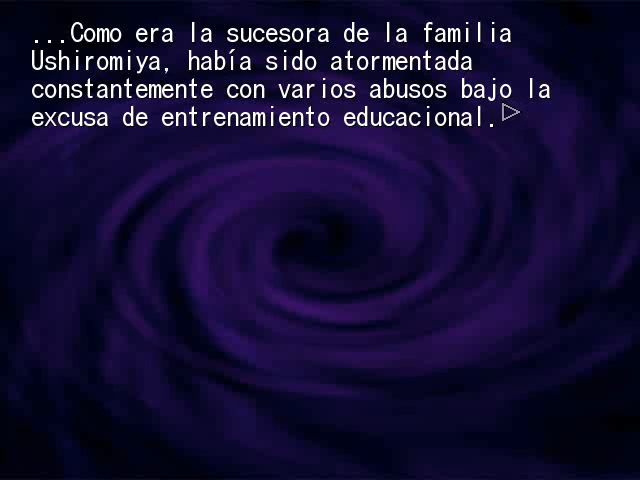 ...Como era la sucesora de la familia
Ushiromiya, había sido atormentada
constantemente con varios abusos bajo la
excusa de entrenamiento educacional.